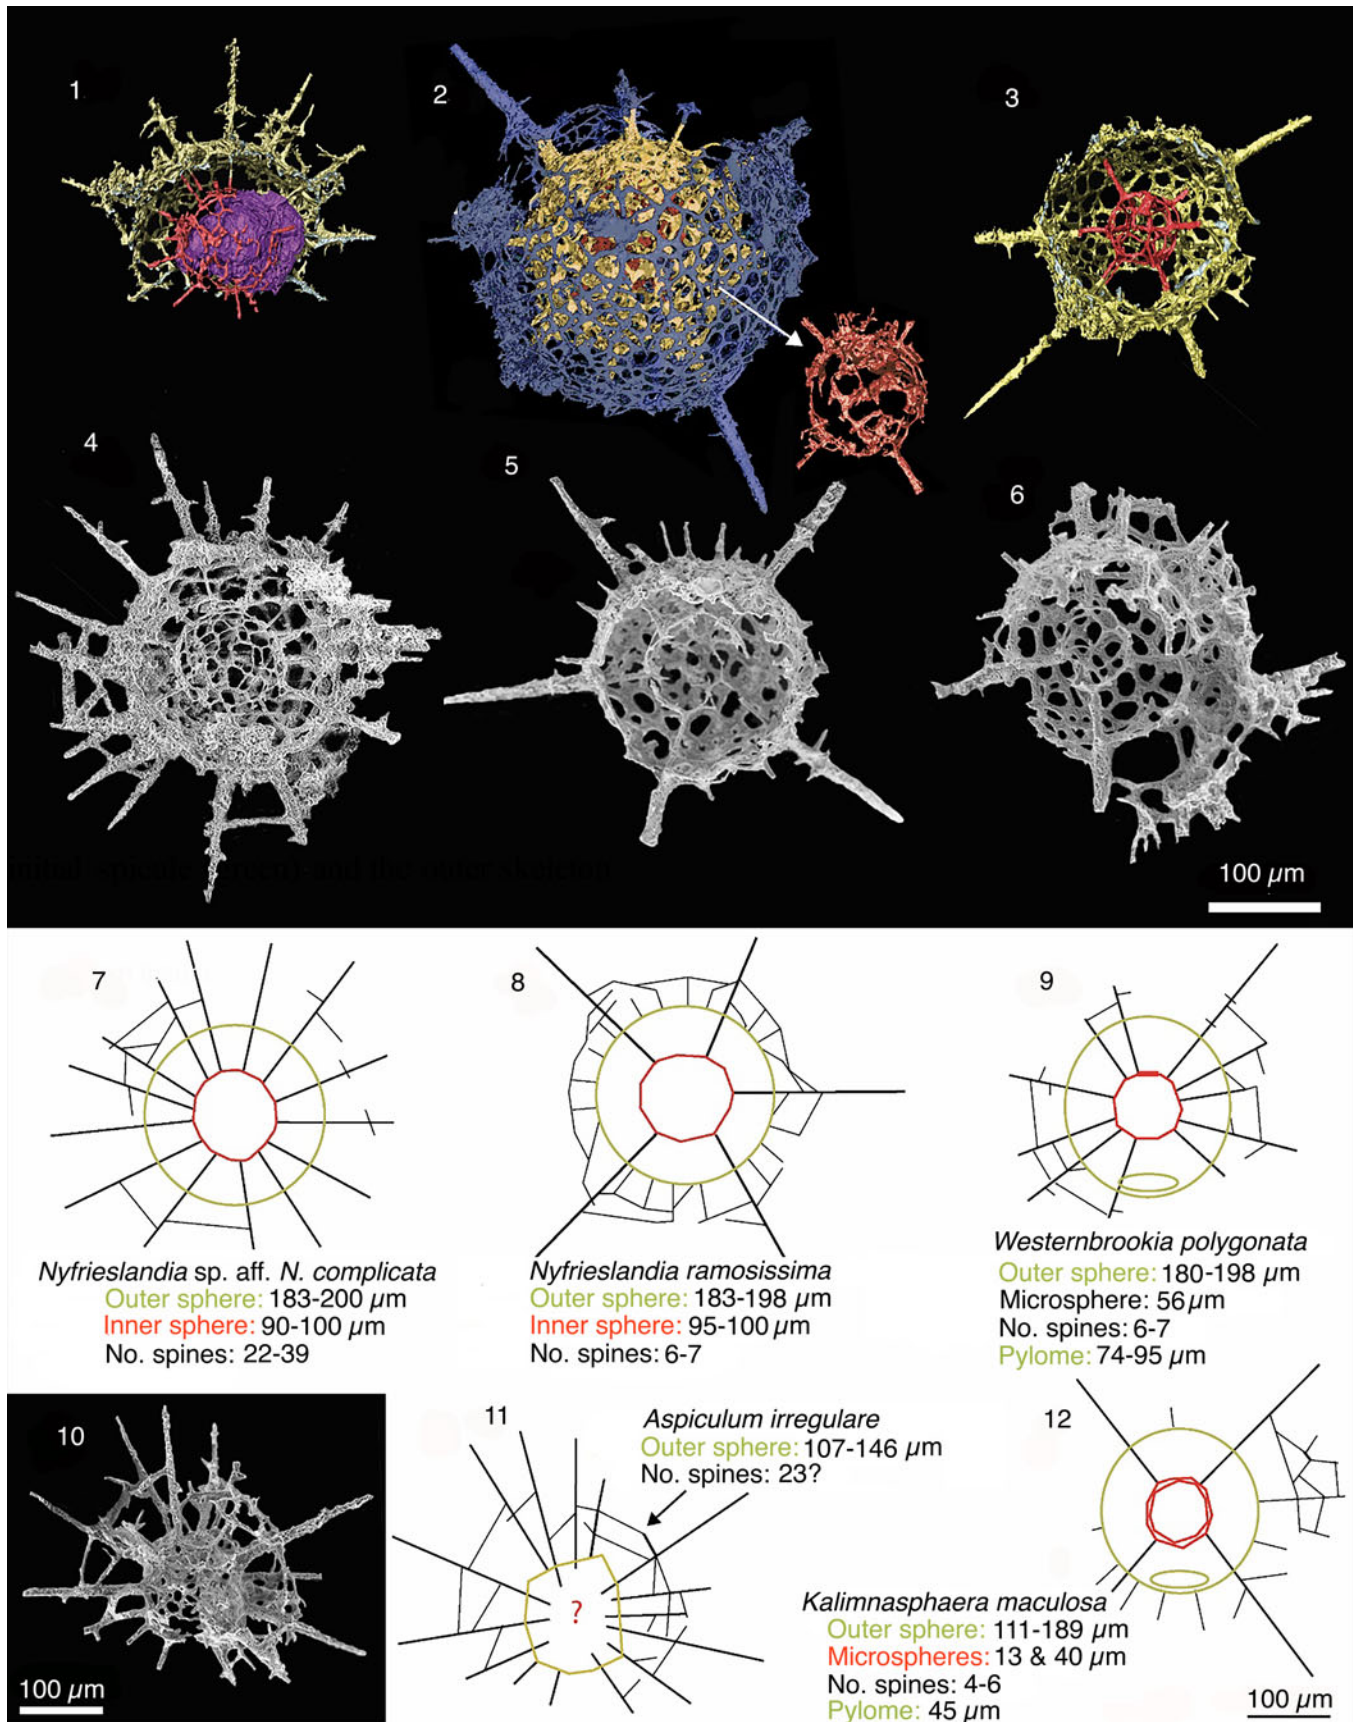 1
2
3
4
5
6
100 µm
7
8
9
Nyfrieslandia sp. aff. N. complicata
Outer sphere: 183-200 µm
Inner sphere: 90-100 µm
No. spines: 22-39
Nyfrieslandia ramosissima
Outer sphere: 183-198 µm
Inner sphere: 95-100 µm
No. spines: 6-7
Westernbrookia polygonata
Outer sphere: 180-198 µm
Microsphere: 56 µm
No. spines: 6-7
Pylome: 74-95 µm
10
100 µm
11
Aspiculum irregulare
Outer sphere: 107-146 µm
No. spines: 23?
?
12
Kalimnasphaera maculosa
Outer sphere: 111-189 µm
Microspheres: 13 & 40 µm
No. spines: 4-6
Pylome: 45 µm
100 µm